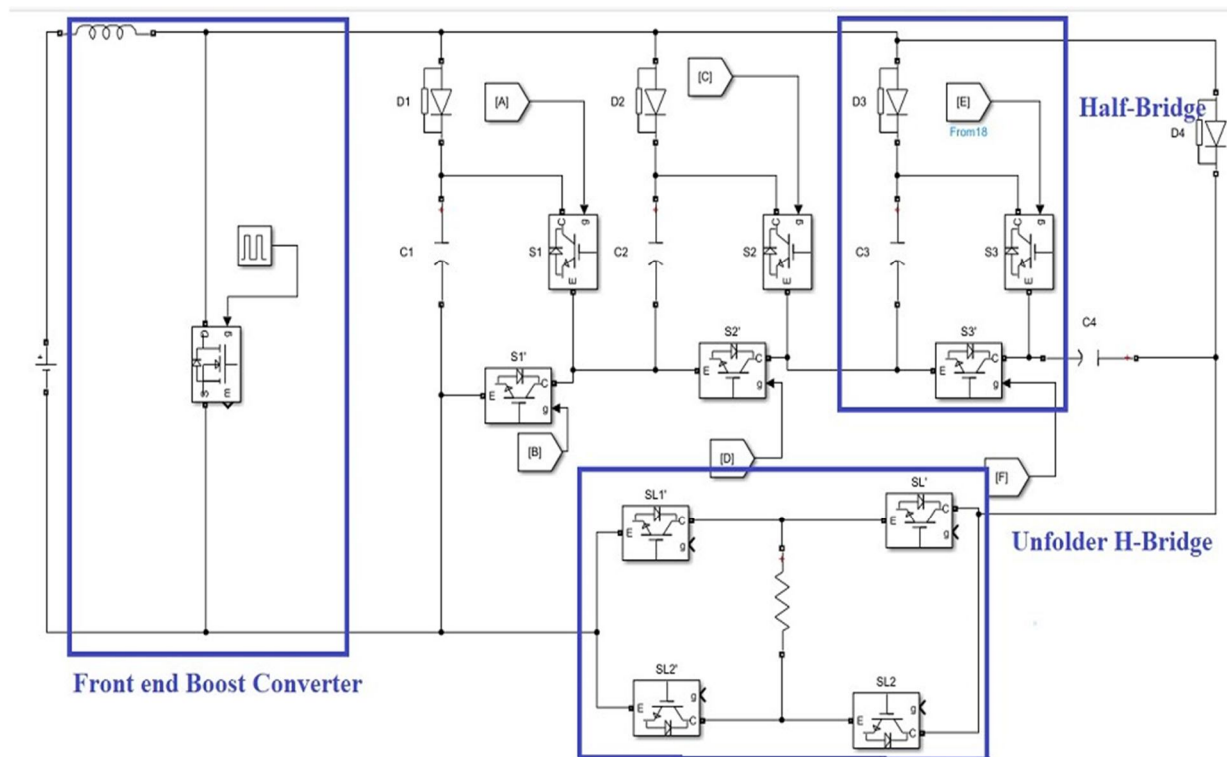 [A]
[C]
[E]
From18
Half-Bridge
D1
D2
D3
D4
g
C
S1
E
g
C
S2
E
g
C
S3
E
C1
C2
C3
C4
+
g
D
S
m
S1'
E
C
g
[B]
S2'
E
C
g
[D]
S3'
E
C
g
[F]
SL1'
E
C
g
SL'
E
C
g
Unfolder H-Bridge
SL2'
E
C
g
SL2
E
C
g
Front end Boost Converter